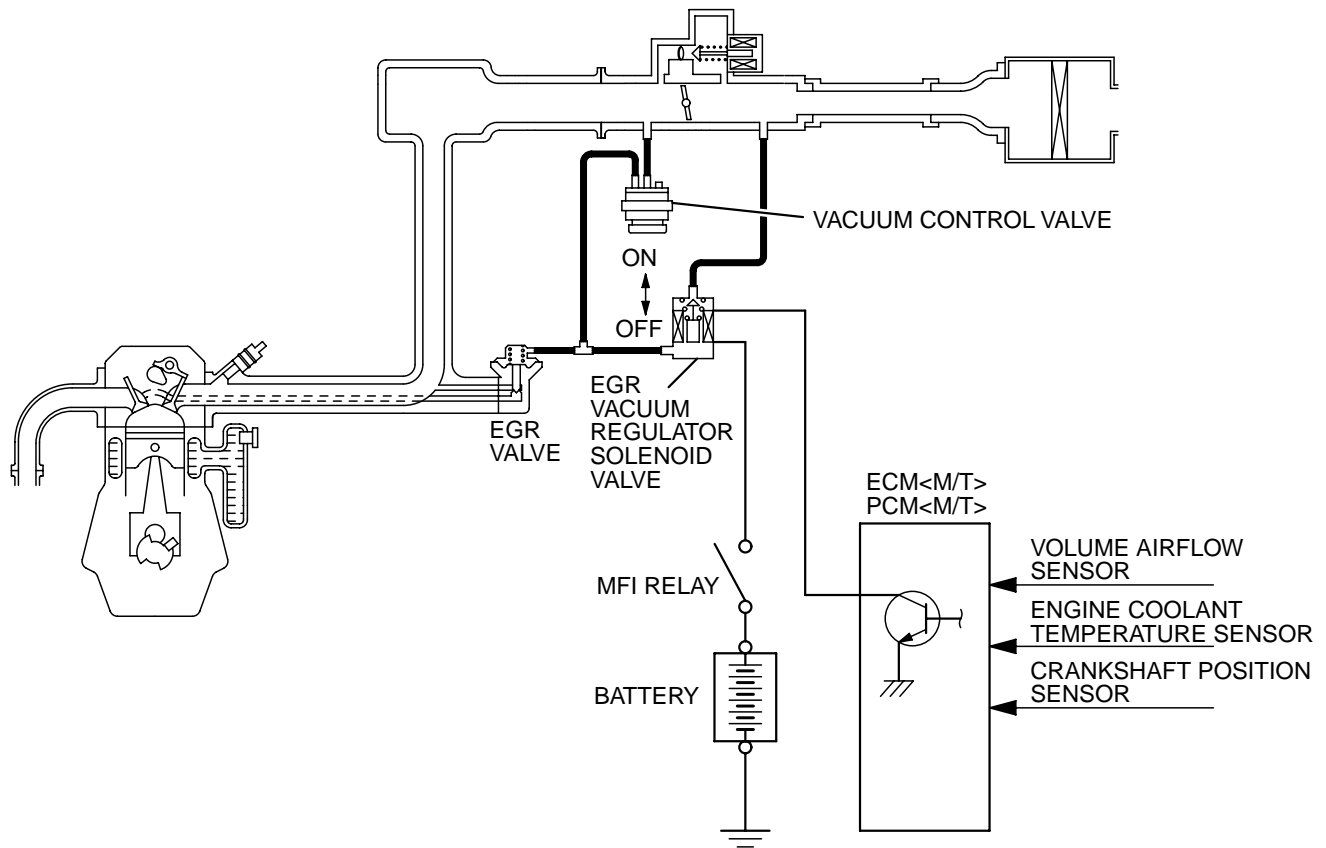 VACUUM CONTROL VALVE
ON
OFF
EGR
VALVE
EGR
VACUUM
REGULATOR
SOLENOID
VALVE
ECM<M/T>
PCM<M/T>
MFI RELAY
BATTERY
VOLUME AIRFLOW
SENSOR
ENGINE COOLANT
TEMPERATURE SENSOR
CRANKSHAFT POSITION
SENSOR